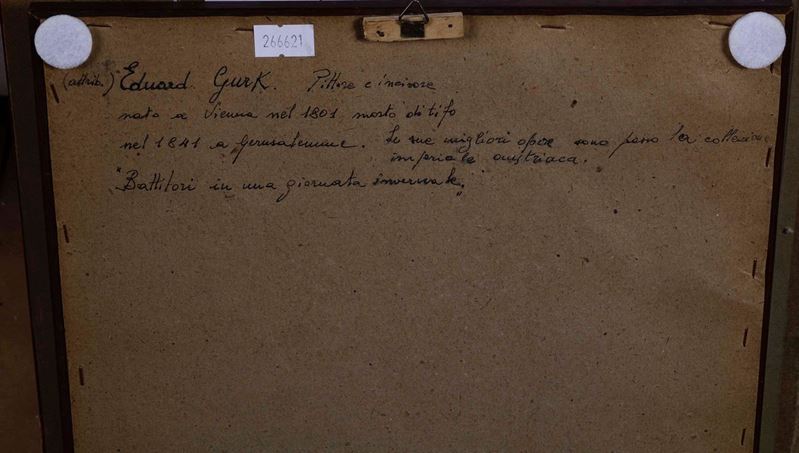 266621
(attrib.) Eduard Gurk. Pittore e incisore
nato a Vienna nel 1801 morto di tifo
nel 1841 a Gerusalemme. Le sue migliori opere sono presso la collezione
imperiale austriaca.
"Battitori in una giornata invernale"